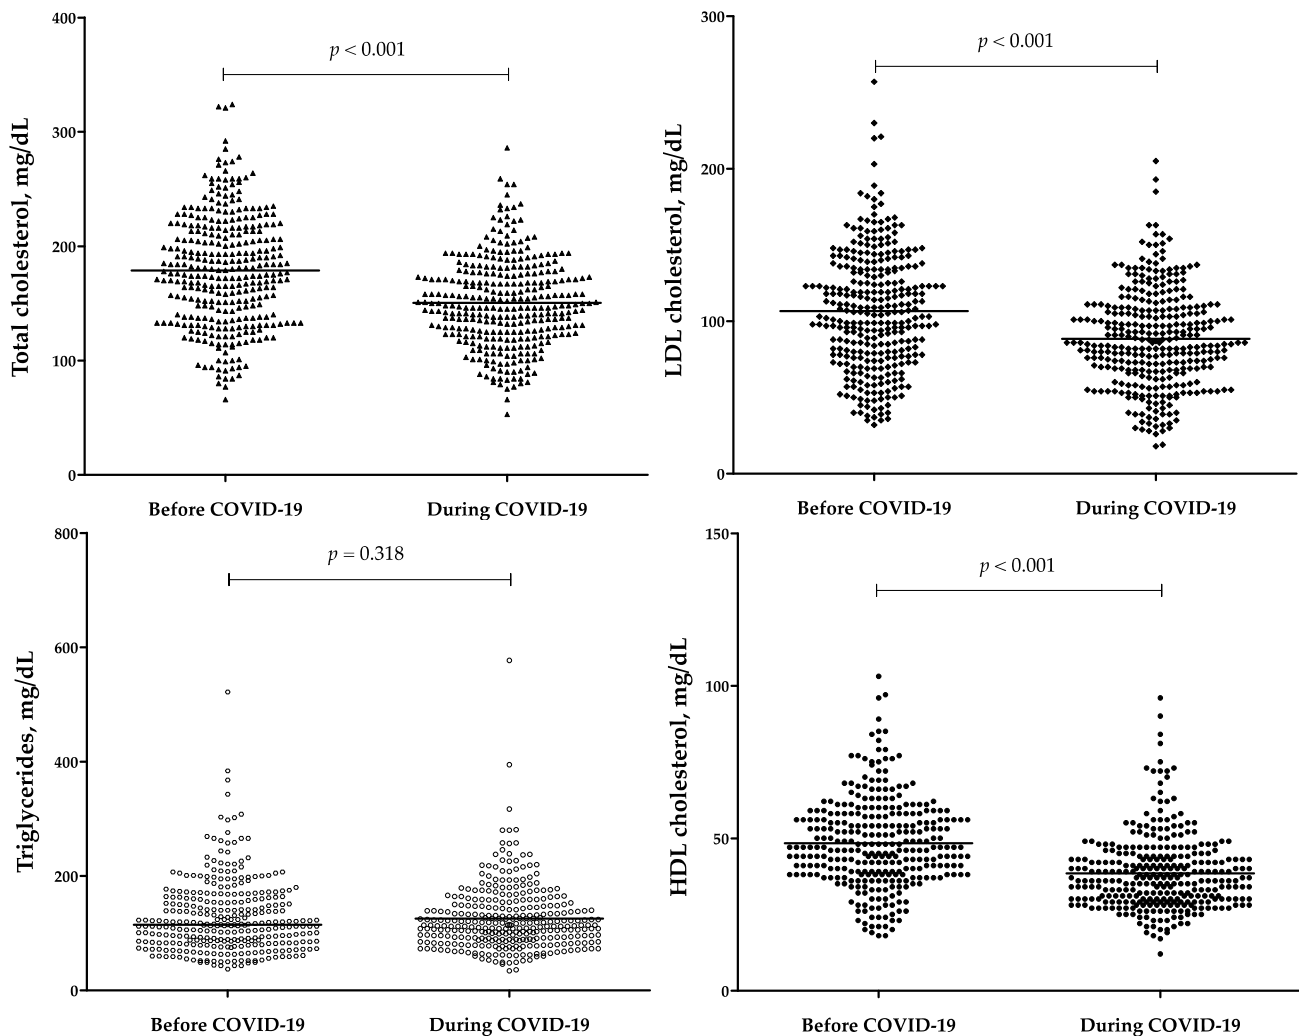 Total cholesterol, mg/dL
400
300
200
100
0
p < 0.001
Before COVID-19
During COVID-19
LDL cholesterol, mg/dL
300
200
100
0
p < 0.001
Before COVID-19
During COVID-19
Triglycerides, mg/dL
800
600
400
200
0
p = 0.318
Before COVID-19
During COVID-19
HDL cholesterol, mg/dL
150
100
50
0
p < 0.001
Before COVID-19
During COVID-19